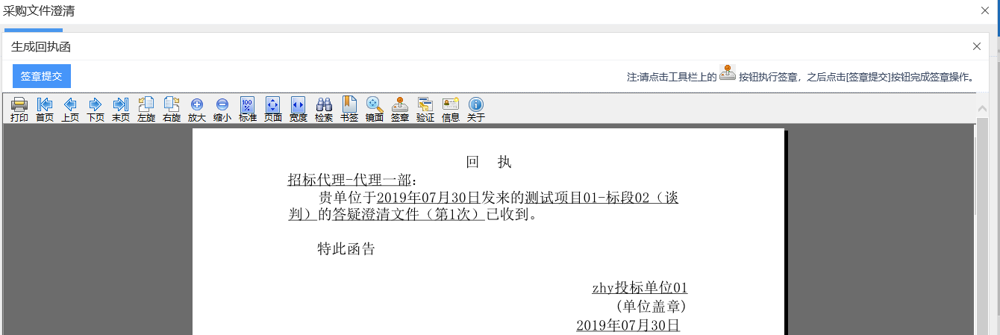 采购文件澄清
生成回执函
签章提交
注:请点击工具栏上的 按钮执行签章，之后点击[签章提交]按钮完成签章操作。
打印 首页 上页 下页 末页 左旋 右旋 放大 缩小 标准 页面 宽度 检索 书签 镜面 签章 验证 信息 关于
回 执
招标代理-代理一部：
贵单位于2019年07月30日发来的测试项目01-标段02（谈
判）的答疑澄清文件（第1次）已收到。
特此函告
zhy投标单位01
(单位盖章)
2019年07月30日